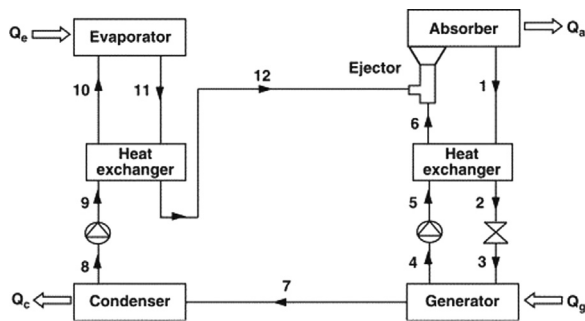 Qe
Evaporator
Absorber
Qa
Ejector
10
11
12
1
6
Heat
exchanger
Heat
exchanger
9
5
2
8
4
3
7
Qc
Condenser
Generator
Qg